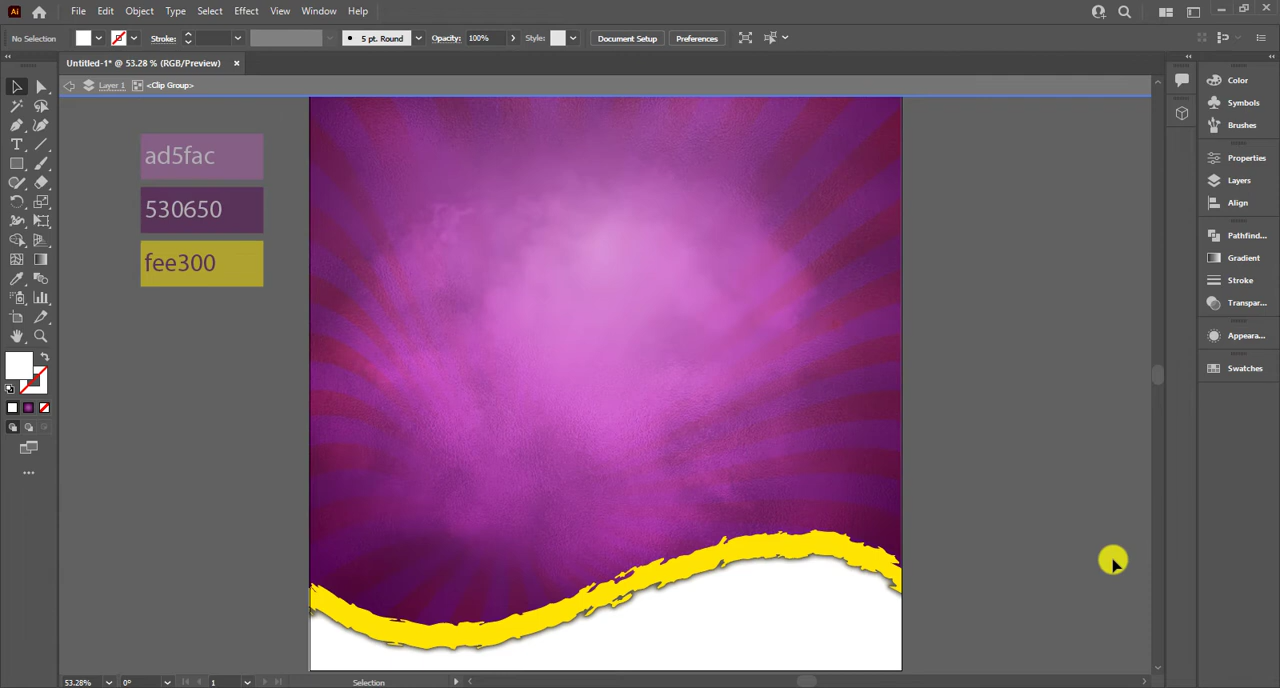 Ai File Edit Object Type Select Effect View Window Help
No Selection Stroke: 5 pt. Round Opacity: 100% Style: Document Setup Preferences
Untitled-1* @ 53.28 % (RGB/Preview) ×
Layer 1 <Clip Group>
ad5fac
530650
fee300
Color
Symbols
Brushes
Properties
Layers
Align
Pathfind...
Gradient
Stroke
Transpar...
Appeara...
Swatches
53.28% 0° 1 Selection